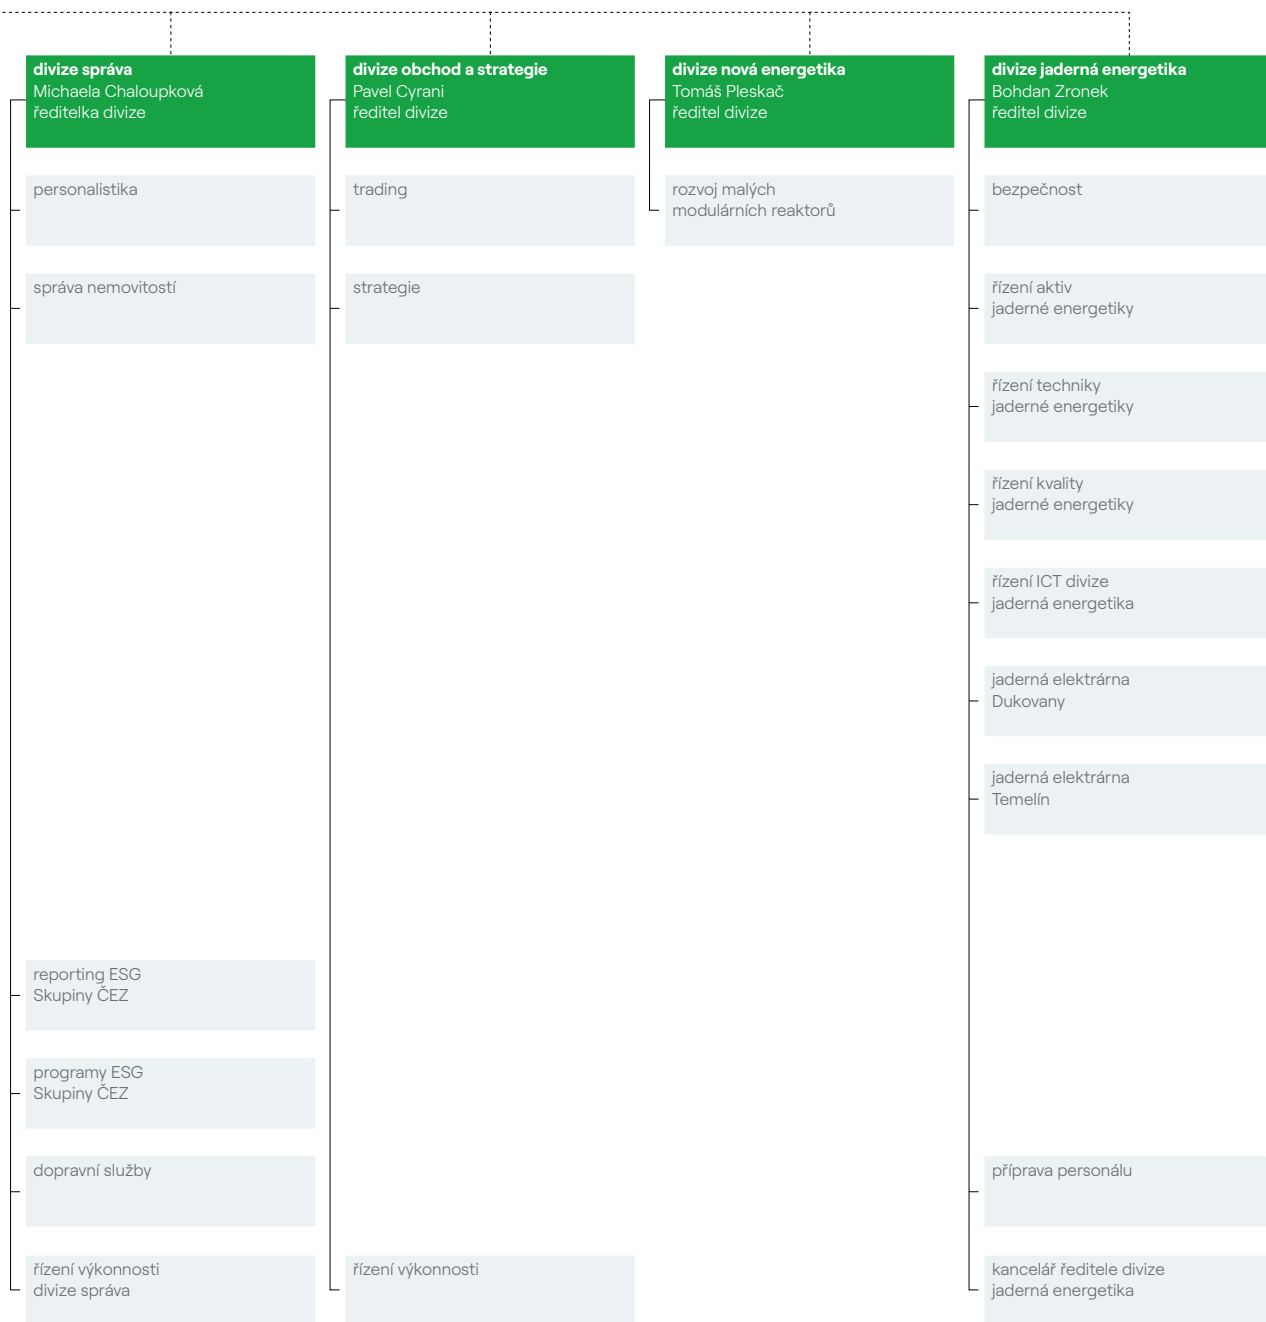 divize správa
Michaela Chaloupková
ředitelka divize
personalistika
správa nemovitostí
reporting ESG
Skupiny ČEZ
programy ESG
Skupiny ČEZ
dopravní služby
řízení výkonnosti
divize správa
divize obchod a strategie
Pavel Cyrani
ředitel divize
trading
strategie
řízení výkonnosti
divize nová energetika
Tomáš Pleskač
ředitel divize
rozvoj malých
modulárních reaktorů
divize jaderná energetika
Bohdan Zronek
ředitel divize
bezpečnost
řízení aktiv
jaderné energetiky
řízení techniky
jaderné energetiky
řízení kvality
jaderné energetiky
řízení ICT divize
jaderná energetika
jaderná elektrárna
Dukovany
jaderná elektrárna
Temelín
příprava personálu
kancelář ředitele divize
jaderná energetika